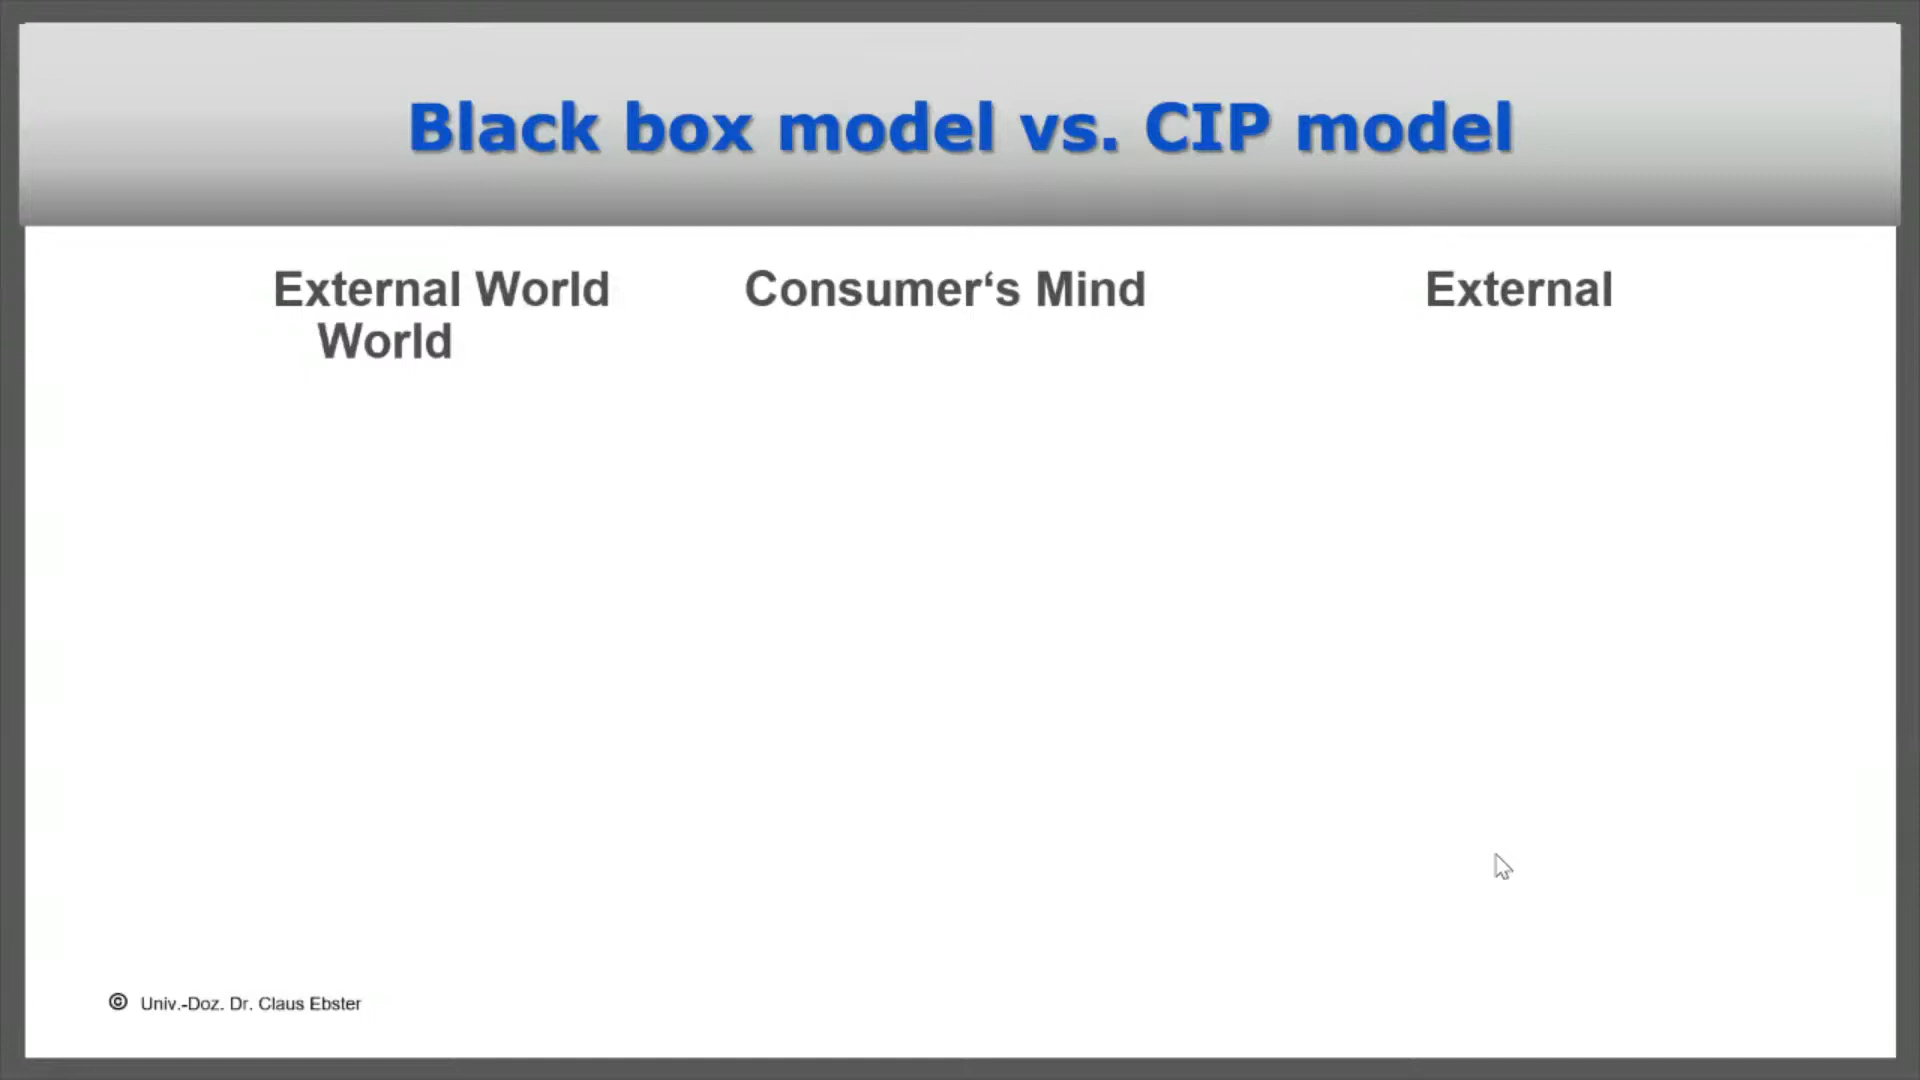 Black box model vs. CIP model
External World Consumer‘s Mind External
World
© Univ.-Doz. Dr. Claus Ebster